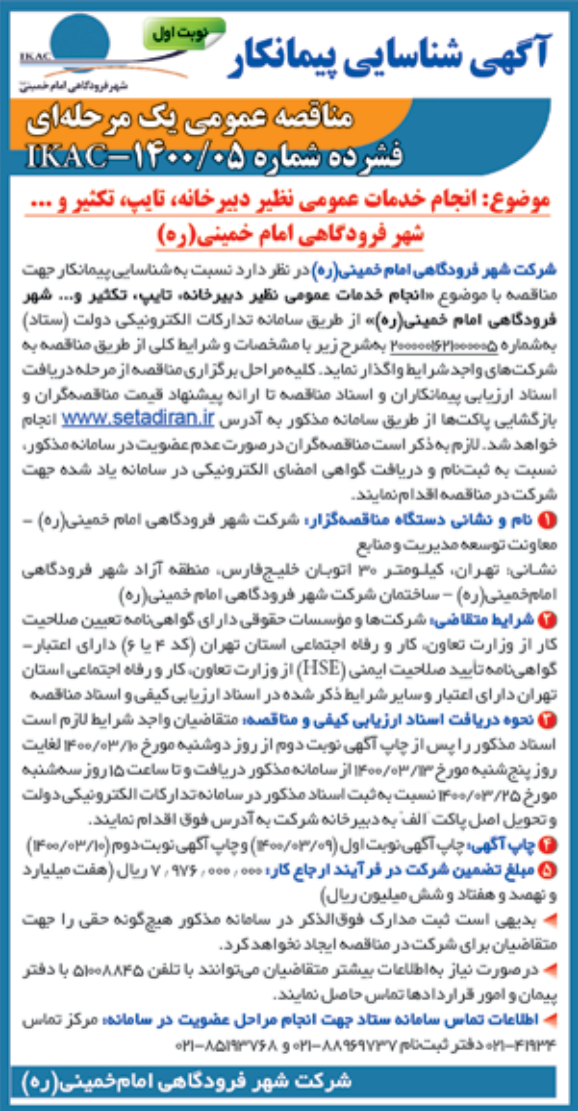 آگهی شناسایی پیمانکار
نوبت اول
IKAC
شهر فرودگاهی امام خمینی
مناقصه عمومی یک مرحله‌ای
فشرده شماره IKAC-۱۴۰۰/۰۵
موضوع: انجام خدمات عمومی نظیر دبیرخانه، تایپ، تکثیر و ...
شهر فرودگاهی امام خمینی(ره)
شرکت شهر فرودگاهی امام خمینی(ره) در نظر دارد نسبت به شناسایی پیمانکار جهت
مناقصه با موضوع «انجام خدمات عمومی نظیر دبیرخانه، تایپ، تکثیر و... شهر
فرودگاهی امام خمینی(ره)» از طریق سامانه تدارکات الکترونیکی دولت (ستاد)
به‌شماره ۲۰۰۰۰۰۱۶۲۱۰۰۰۰۰۵ به‌شرح زیر با مشخصات و شرایط کلی از طریق مناقصه به
شرکت‌های واجد شرایط واگذار نماید. کلیه مراحل برگزاری مناقصه از مرحله دریافت
اسناد ارزیابی پیمانکاران و اسناد مناقصه تا ارائه پیشنهاد قیمت مناقصه‌گران و
بازگشایی پاکت‌ها از طریق سامانه مذکور به آدرس www.setadiran.ir انجام
خواهد شد. لازم به ذکر است مناقصه‌گران در صورت عدم عضویت در سامانه مذکور،
نسبت به ثبت‌نام و دریافت گواهی امضای الکترونیکی در سامانه یاد شده جهت
شرکت در مناقصه اقدام نمایند.
۱ نام و نشانی دستگاه مناقصه‌گزار: شرکت شهر فرودگاهی امام خمینی(ره) –
معاونت توسعه مدیریت و منابع
نشانی: تهران، کیلومتر ۳۰ اتوبان خلیج‌فارس، منطقه آزاد شهر فرودگاهی
امام‌خمینی(ره) – ساختمان شرکت شهر فرودگاهی امام خمینی(ره)
۲ شرایط متقاضی: شرکت‌ها و مؤسسات حقوقی دارای گواهی‌نامه تعیین صلاحیت
کار از وزارت تعاون، کار و رفاه اجتماعی استان تهران (کد ۴ یا ۶) دارای اعتبار–
گواهی‌نامه تأیید صلاحیت ایمنی (HSE) از وزارت تعاون، کار و رفاه اجتماعی استان
تهران دارای اعتبار و سایر شرایط ذکر شده در اسناد ارزیابی کیفی و اسناد مناقصه
۳ نحوه دریافت اسناد ارزیابی کیفی و مناقصه: متقاضیان واجد شرایط لازم است
اسناد مذکور را پس از چاپ آگهی نوبت دوم از روز دوشنبه مورخ ۱۴۰۰/۰۳/۱۰ لغایت
روز پنج‌شنبه مورخ ۱۴۰۰/۰۳/۱۳ از سامانه مذکور دریافت و تا ساعت ۱۵ روز سه‌شنبه
مورخ ۱۴۰۰/۰۳/۲۵ نسبت به ثبت اسناد مذکور در سامانه تدارکات الکترونیکی دولت
و تحویل اصل پاکت "الف" به دبیرخانه شرکت به آدرس فوق اقدام نمایند.
۴ چاپ آگهی: چاپ آگهی نوبت اول (۱۴۰۰/۰۳/۰۹) و چاپ آگهی نوبت دوم (۱۴۰۰/۰۳/۱۰)
۵ مبلغ تضمین شرکت در فرآیند ارجاع کار: ۷,۹۷۶,۰۰۰,۰۰۰ ریال (هفت میلیارد
و نهصد و هفتاد و شش میلیون ریال)
بدیهی است ثبت مدارک فوق‌الذکر در سامانه مذکور هیچ‌گونه حقی را جهت
متقاضیان برای شرکت در مناقصه ایجاد نخواهد کرد.
در صورت نیاز به‌اطلاعات بیشتر متقاضیان می‌توانند با تلفن ۵۱۰۰۸۸۴۵ با دفتر
پیمان و امور قراردادها تماس حاصل نمایند.
اطلاعات تماس سامانه ستاد جهت انجام مراحل عضویت در سامانه: مرکز تماس
۰۲۱-۴۱۹۳۴ دفتر ثبت‌نام ۰۲۱-۸۸۹۶۹۷۳۷ و ۰۲۱-۸۵۱۹۳۷۶۸
شرکت شهر فرودگاهی امام‌خمینی(ره)